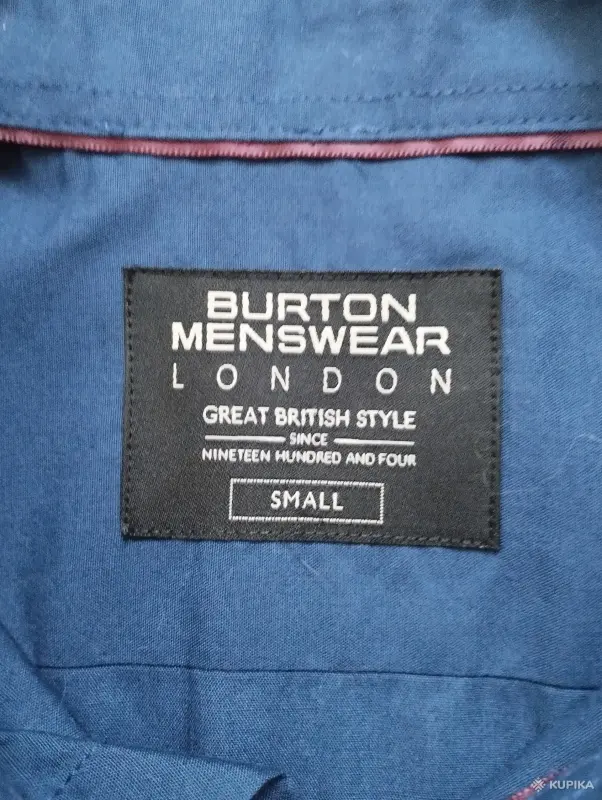 BURTON
MENSWEAR
LONDON
GREAT BRITISH STYLE
SINCE
NINETEEN HUNDRED AND FOUR
SMALL
KUPIKA